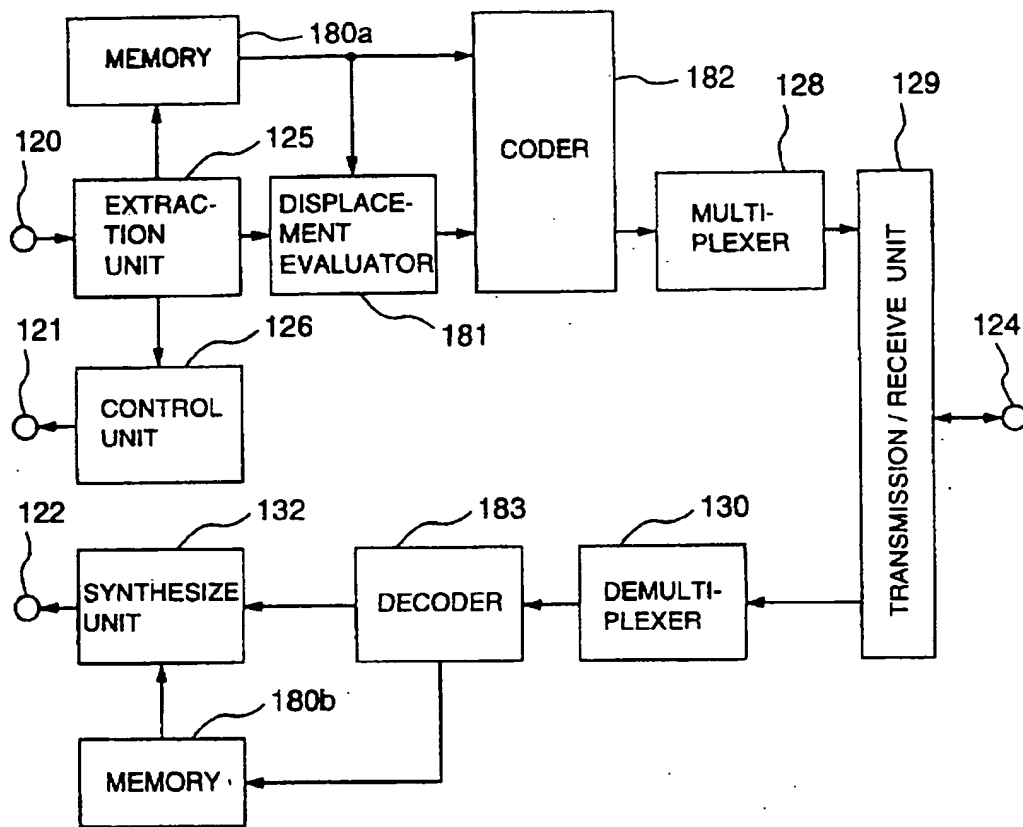 MEMORY
180a
182
128
129
120
125
CODER
EXTRAC-
TION
UNIT
DISPLACE-
MENT
EVALUATOR
MULTI-
PLEXER
TRANSMISSION / RECEIVE UNIT
121
126
181
124
CONTROL
UNIT
122
132
183
130
SYNTHESIZE
UNIT
DECODER
DEMULTI-
PLEXER
180b
MEMORY